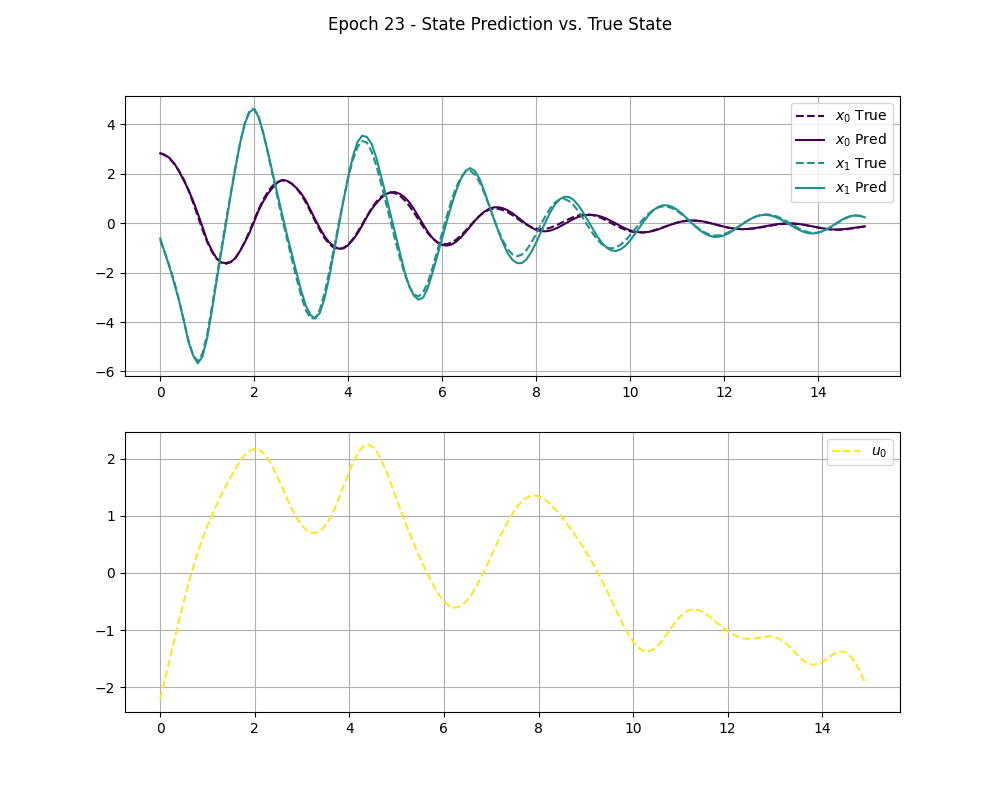 Epoch 23 - State Prediction vs. True State
4
2
0
−2
−4
−6
x₀ True
x₀ Pred
x₁ True
x₁ Pred
0 2 4 6 8 10 12 14
2
1
0
−1
−2
u₀
0 2 4 6 8 10 12 14